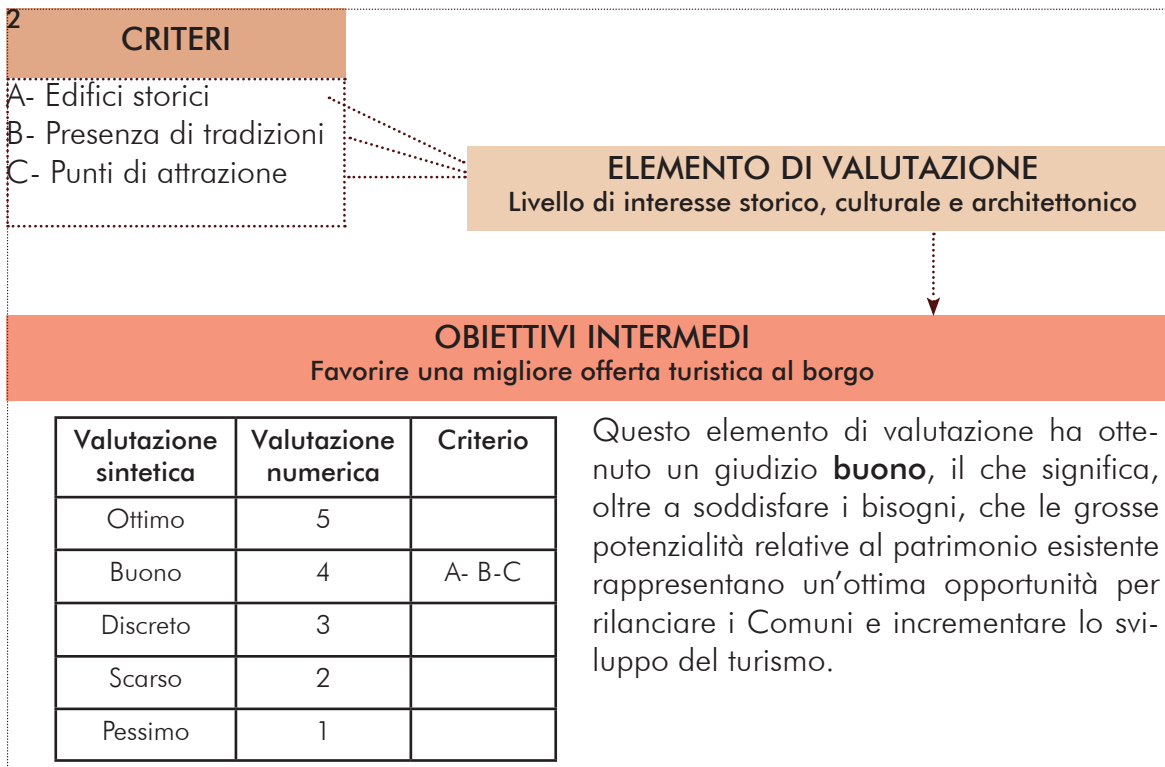 2
CRITERI
A- Edifici storici
B- Presenza di tradizioni
C- Punti di attrazione
ELEMENTO DI VALUTAZIONE
Livello di interesse storico, culturale e architettonico
OBIETTIVI INTERMEDI
Favorire una migliore offerta turistica al borgo
Valutazione sintetica Valutazione numerica Criterio
Ottimo 5
Buono 4 A- B-C
Discreto 3
Scarso 2
Pessimo 1
Questo elemento di valutazione ha otte-
nuto un giudizio buono, il che significa,
oltre a soddisfare i bisogni, che le grosse
potenzialità relative al patrimonio esistente
rappresentano un'ottima opportunità per
rilanciare i Comuni e incrementare lo svi-
luppo del turismo.